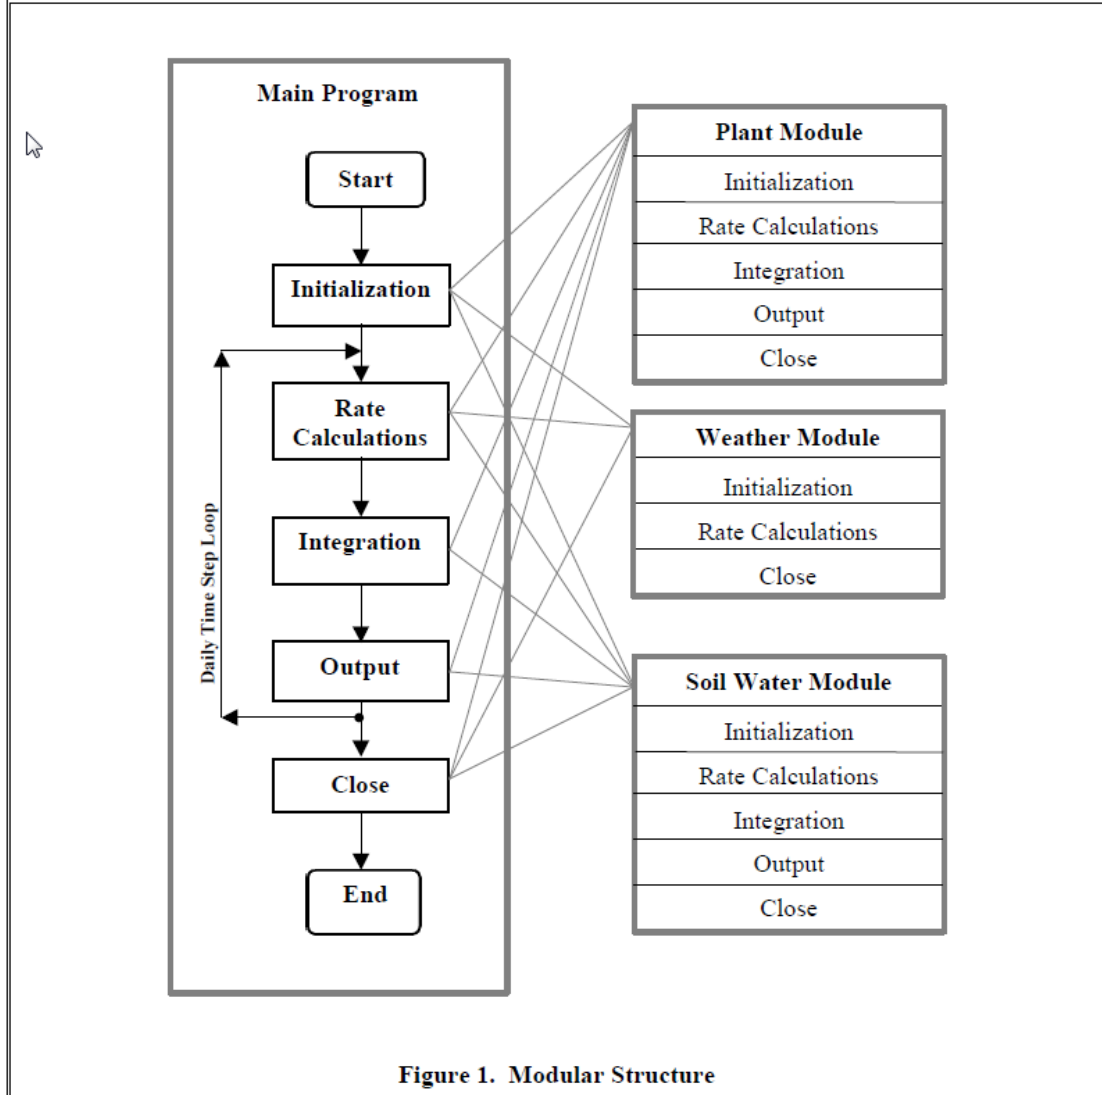 Main Program
Start
Initialization
Rate
Calculations
Integration
Output
Close
End
Daily Time Step Loop
Plant Module
Initialization
Rate Calculations
Integration
Output
Close
Weather Module
Initialization
Rate Calculations
Close
Soil Water Module
Initialization
Rate Calculations
Integration
Output
Close
Figure 1. Modular Structure